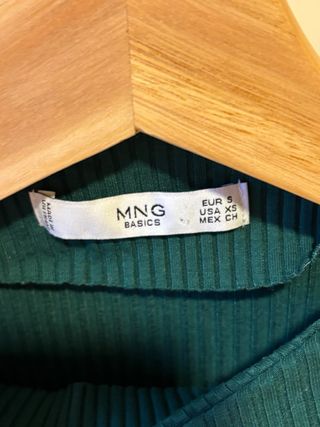 MNG
BASICS
EUR S
USA XS
MEX CH